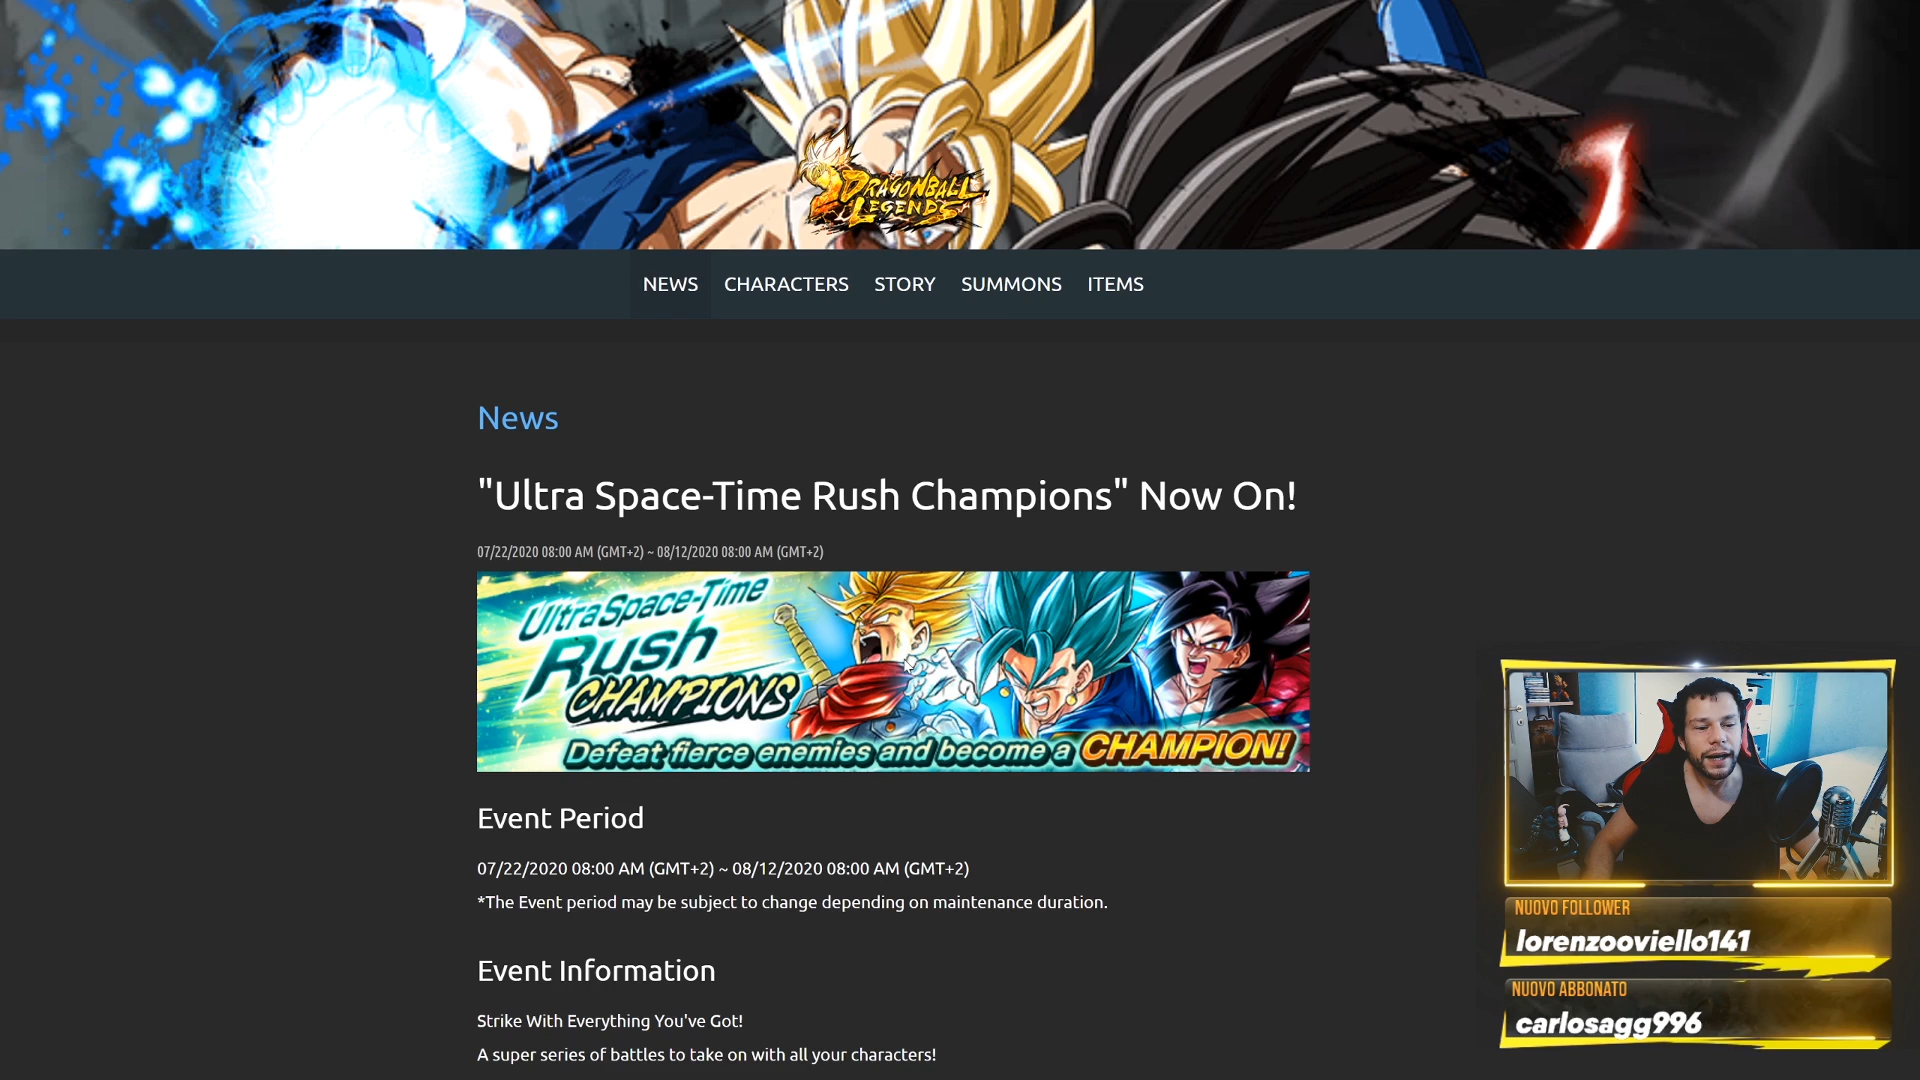 DRAGONBALL
LEGENDS
NEWS CHARACTERS STORY SUMMONS ITEMS
News
"Ultra Space-Time Rush Champions" Now On!
07/22/2020 08:00 AM (GMT+2) ~ 08/12/2020 08:00 AM (GMT+2)
Ultra Space-Time
Rush
CHAMPIONS
Defeat fierce enemies and become a CHAMPION!
Event Period
07/22/2020 08:00 AM (GMT+2) ~ 08/12/2020 08:00 AM (GMT+2)
*The Event period may be subject to change depending on maintenance duration.
Event Information
Strike With Everything You've Got!
A super series of battles to take on with all your characters!
NUOVO FOLLOWER
lorenzooviello141
NUOVO ABBONATO
carlosagg996